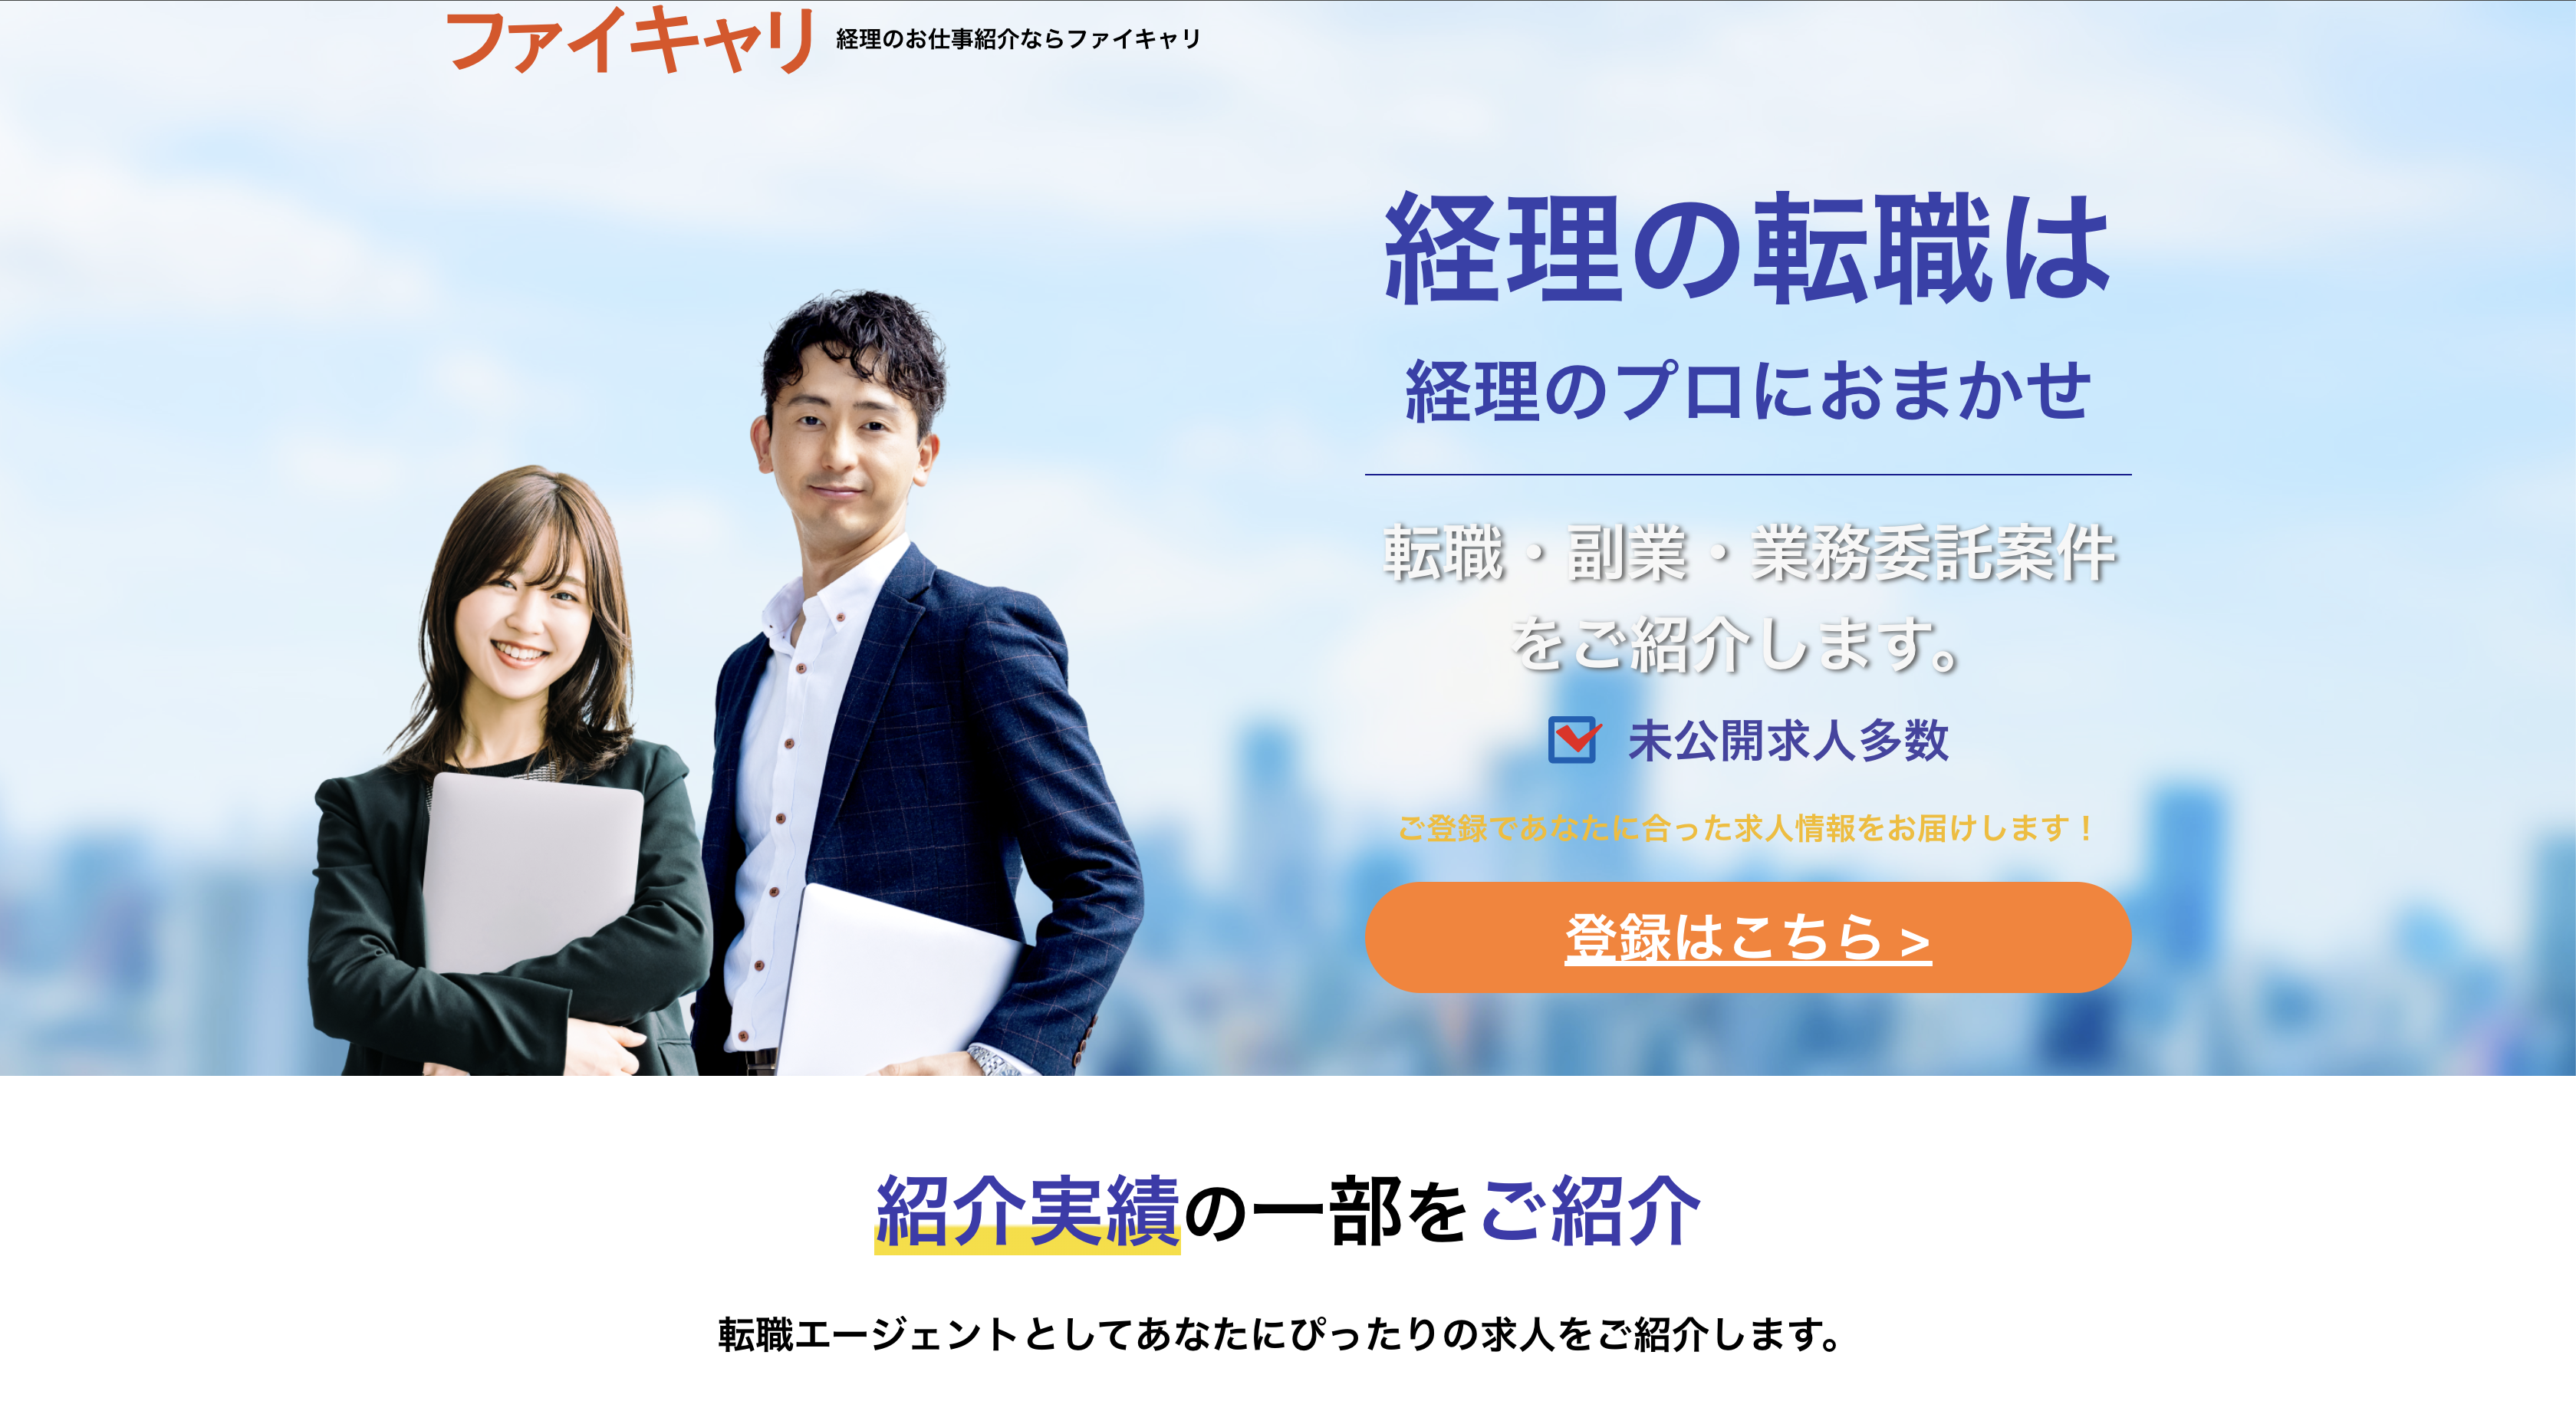 ファイキャリ 経理のお仕事紹介ならファイキャリ
経理の転職は
経理のプロにおまかせ
転職・副業・業務委託案件
をご紹介します。
未公開求人多数
ご登録であなたに合った求人情報をお届けします！
登録はこちら >
紹介実績の一部をご紹介
転職エージェントとしてあなたにぴったりの求人をご紹介します。